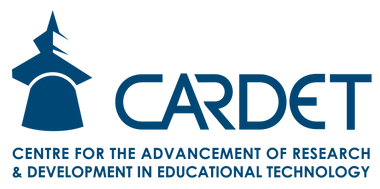 CARDET
CENTRE FOR THE ADVANCEMENT OF RESEARCH
& DEVELOPMENT IN EDUCATIONAL TECHNOLOGY